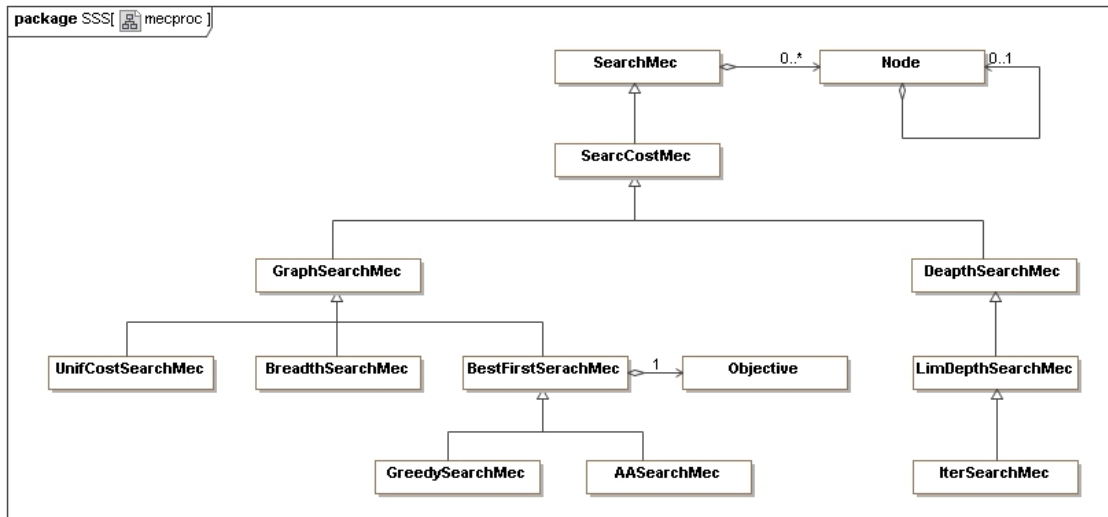 package SSS[ mecproc ]
SearchMec 0..* Node 0..1
SearcCostMec
GraphSearchMec DeapthSearchMec
UnifCostSearchMec BreadthSearchMec BestFirstSerachMec 1 Objective LimDepthSearchMec
GreedySearchMec AASearchMec IterSearchMec